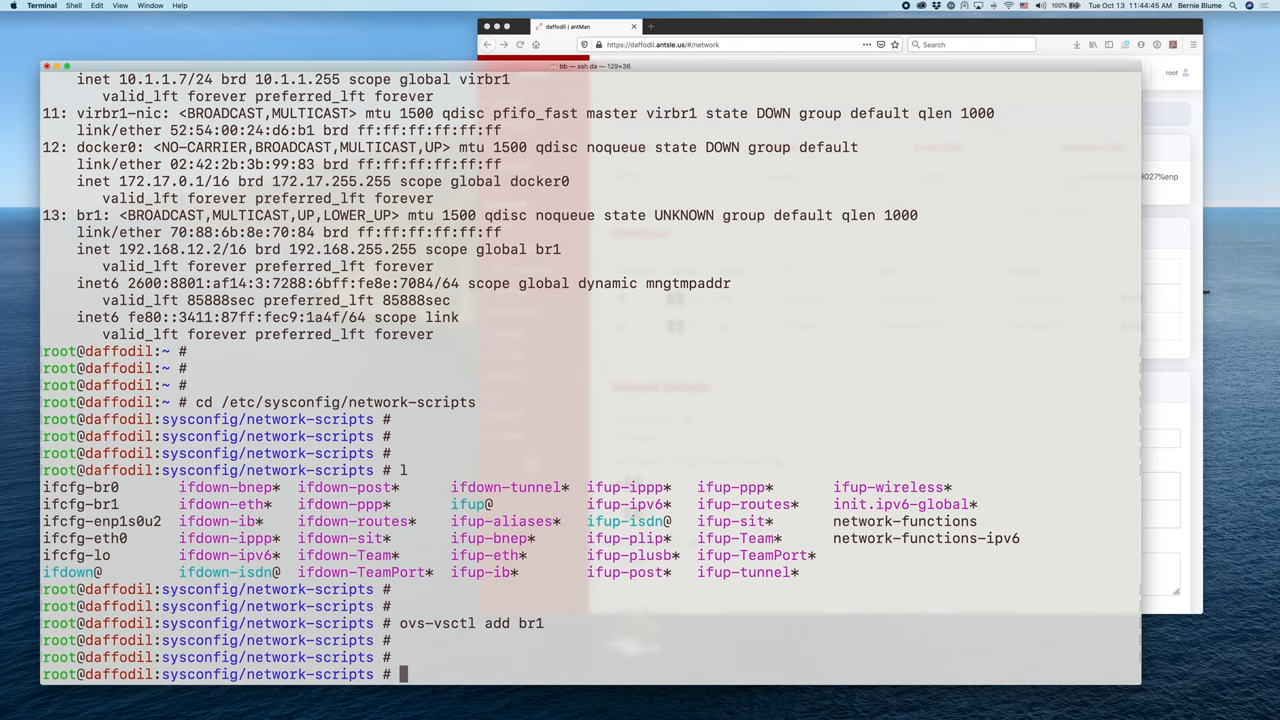 Terminal Shell Edit View Window Help
100% Tue Oct 13 11:44:45 AM Bernie Blume
daffodil | antMan
https://daffodil.antsle.us/#/network
Search
root
bb — ssh da — 129×36
inet 10.1.1.7/24 brd 10.1.1.255 scope global virbr1
valid_lft forever preferred_lft forever
11: virbr1-nic: <BROADCAST,MULTICAST> mtu 1500 qdisc pfifo_fast master virbr1 state DOWN group default qlen 1000
link/ether 52:54:00:24:d6:b1 brd ff:ff:ff:ff:ff:ff
12: docker0: <NO-CARRIER,BROADCAST,MULTICAST,UP> mtu 1500 qdisc noqueue state DOWN group default
link/ether 02:42:2b:3b:99:83 brd ff:ff:ff:ff:ff:ff
9027%enp
inet 172.17.0.1/16 brd 172.17.255.255 scope global docker0
valid_lft forever preferred_lft forever
13: br1: <BROADCAST,MULTICAST,UP,LOWER_UP> mtu 1500 qdisc noqueue state UNKNOWN group default qlen 1000
link/ether 70:88:6b:8e:70:84 brd ff:ff:ff:ff:ff:ff
inet 192.168.12.2/16 brd 192.168.255.255 scope global br1
valid_lft forever preferred_lft forever
inet6 2600:8801:af14:3:7288:6bff:fe8e:7084/64 scope global dynamic mngtmpaddr
valid_lft 85888sec preferred_lft 85888sec
inet6 fe80::3411:87ff:fec9:1a4f/64 scope link
valid_lft forever preferred_lft forever
root@daffodil:~ #
root@daffodil:~ #
root@daffodil:~ #
root@daffodil:~ # cd /etc/sysconfig/network-scripts
root@daffodil:sysconfig/network-scripts #
root@daffodil:sysconfig/network-scripts #
root@daffodil:sysconfig/network-scripts #
root@daffodil:sysconfig/network-scripts # l
ifcfg-br0 ifdown-bnep* ifdown-post* ifdown-tunnel* ifup-ippp* ifup-ppp* ifup-wireless*
ifcfg-br1 ifdown-eth* ifdown-ppp* ifup@ ifup-ipv6* ifup-routes* init.ipv6-global*
ifcfg-enp1s0u2 ifdown-ib* ifdown-routes* ifup-aliases* ifup-isdn@ ifup-sit* network-functions
ifcfg-eth0 ifdown-ippp* ifdown-sit* ifup-bnep* ifup-plip* ifup-Team* network-functions-ipv6
ifcfg-lo ifdown-ipv6* ifdown-Team* ifup-eth* ifup-plusb* ifup-TeamPort*
ifdown@ ifdown-isdn@ ifdown-TeamPort* ifup-ib* ifup-post* ifup-tunnel*
root@daffodil:sysconfig/network-scripts #
root@daffodil:sysconfig/network-scripts #
root@daffodil:sysconfig/network-scripts # ovs-vsctl add br1
root@daffodil:sysconfig/network-scripts #
root@daffodil:sysconfig/network-scripts #
root@daffodil:sysconfig/network-scripts #